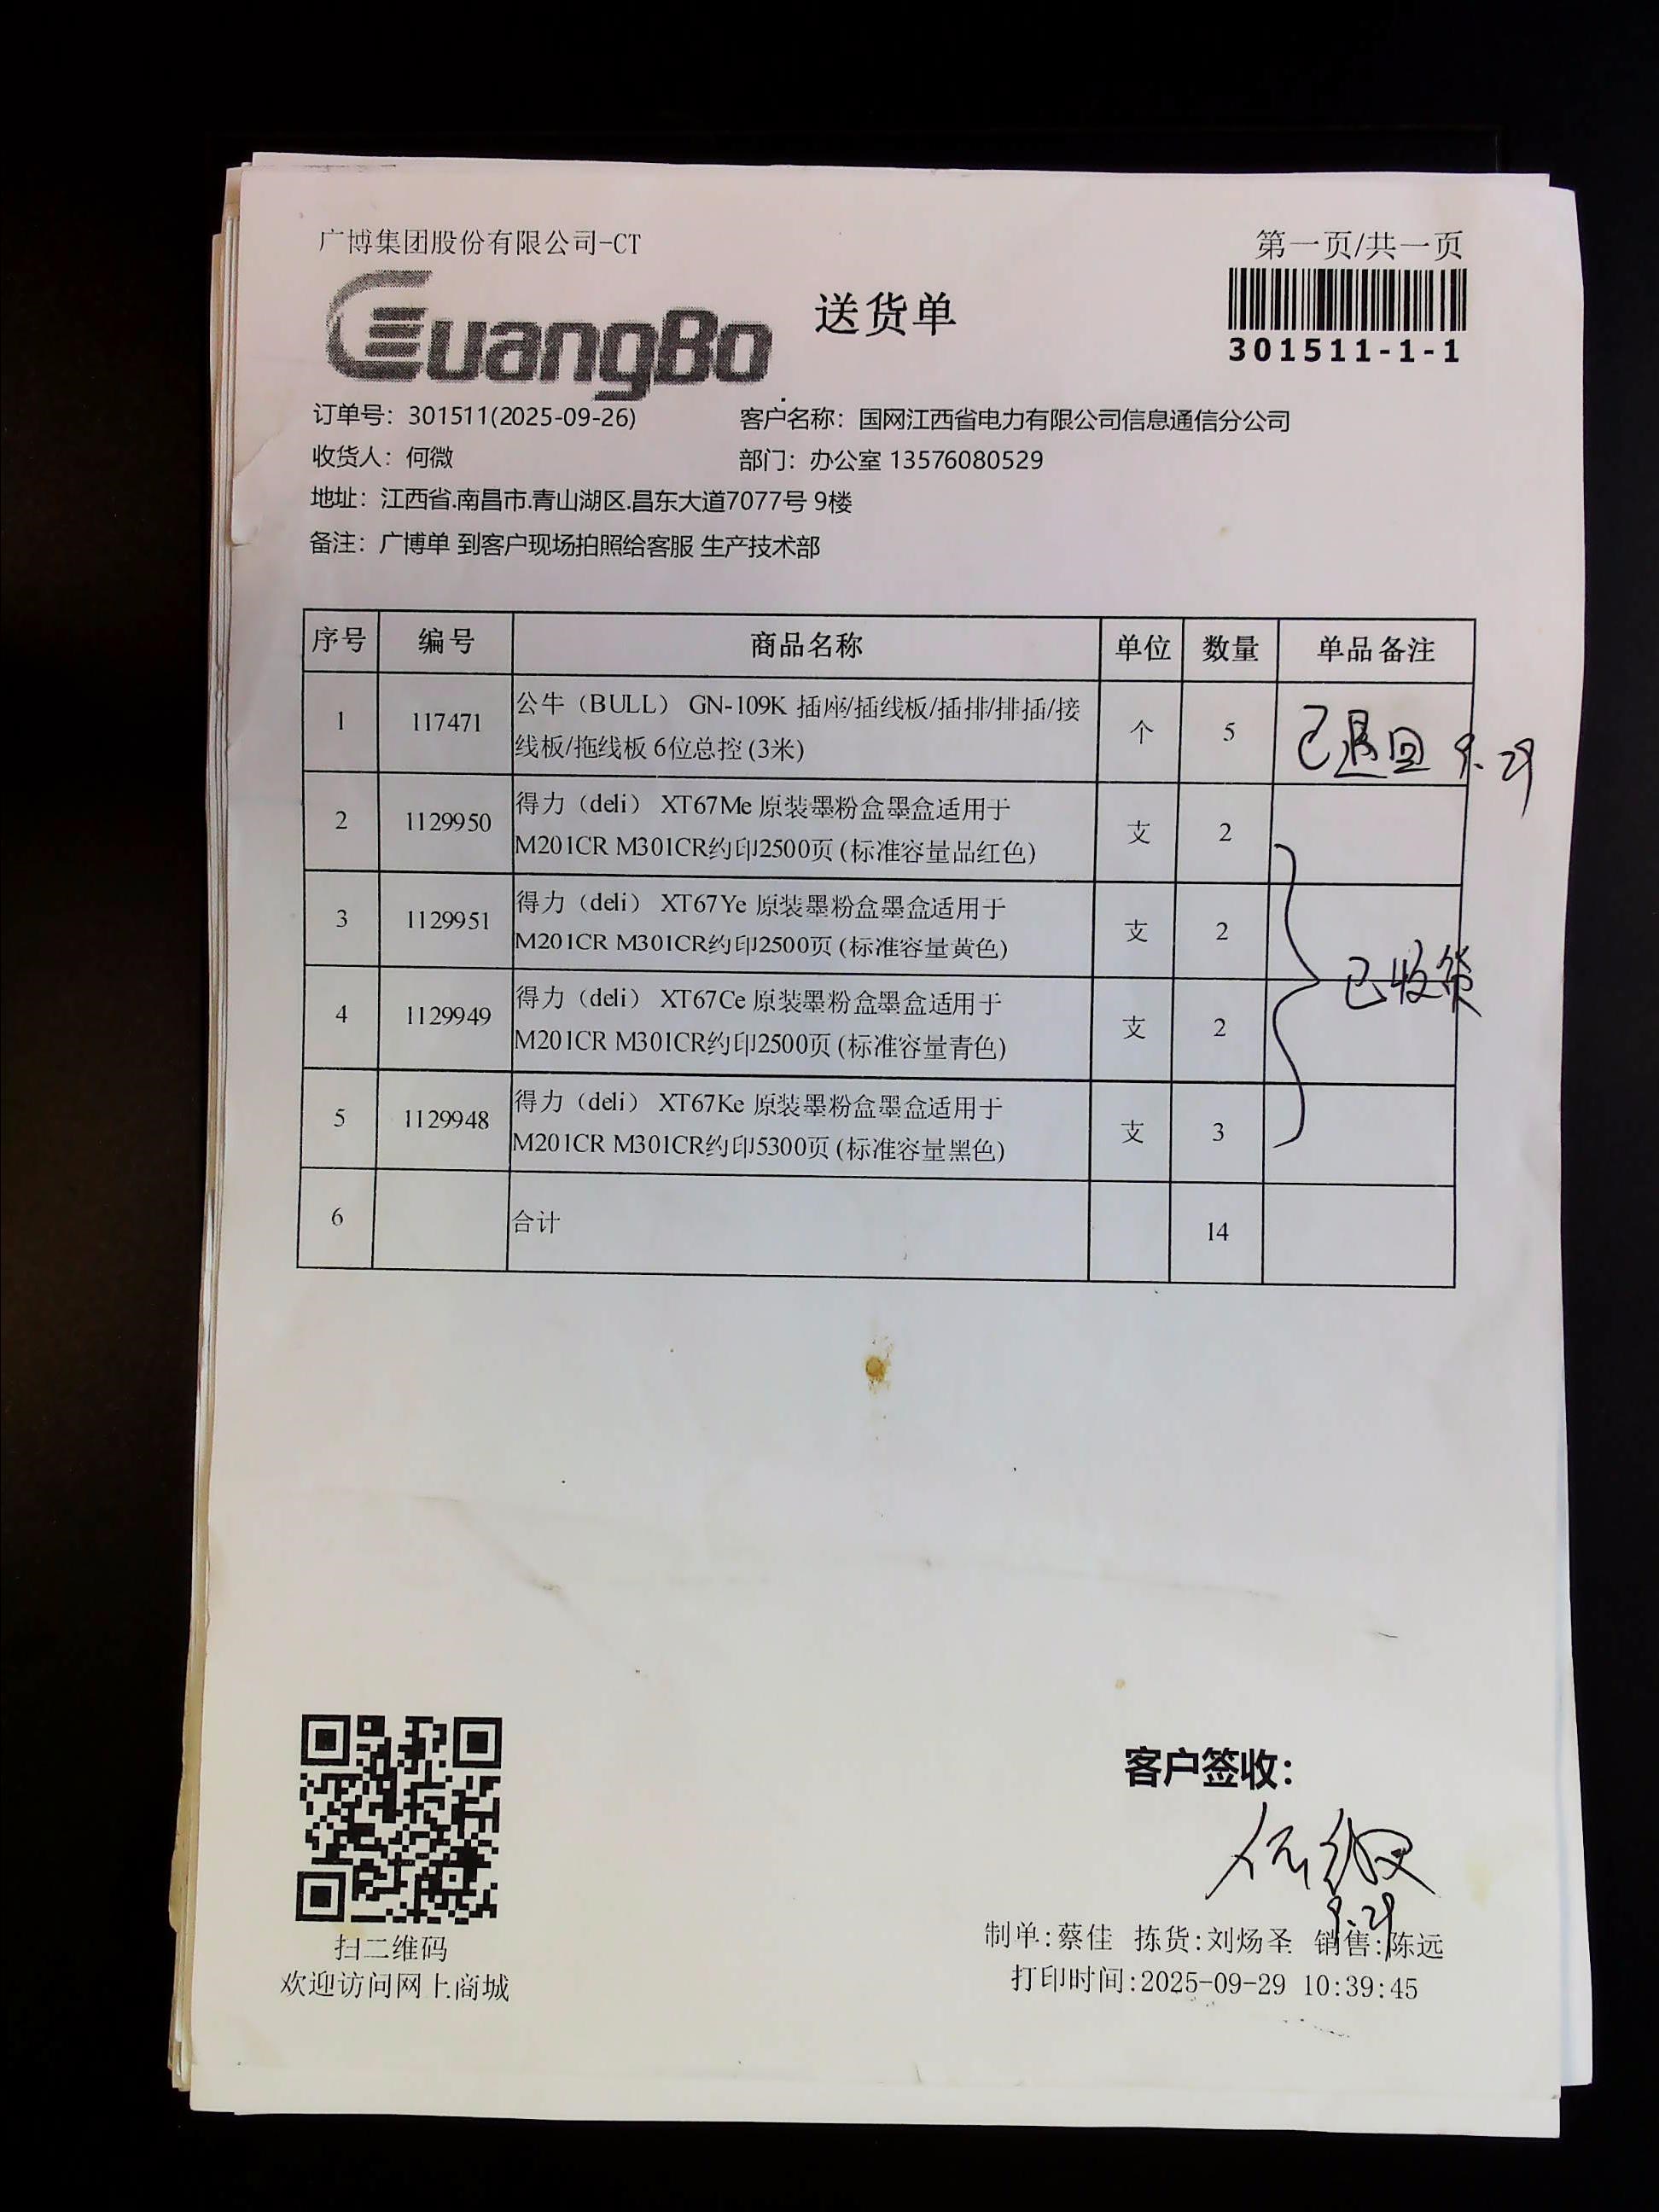 广博集团股份有限公司-CT
第一页/共一页
GuangBo
送货单
301511-1-1
订单号：301511(2025-09-26)
客户名称：国网江西省电力有限公司信息通信分公司
收货人：何微
部门：办公室 13576080529
地址：江西省.南昌市.青山湖区.昌东大道7077号 9楼
备注：广博单 到客户现场拍照给客服 生产技术部
序号 编号 商品名称 单位 数量 单品备注
1 117471 公牛（BULL） GN-109K 插座/插线板/插排/排插/接
线板/拖线板 6位总控 (3米) 个 5 已退回 9.29
2 1129950 得力（deli） XT67Me 原装墨粉盒墨盒适用于
M201CR M301CR约印2500页 (标准容量品红色) 支 2
3 1129951 得力（deli） XT67Ye 原装墨粉盒墨盒适用于
M201CR M301CR约印2500页 (标准容量黄色) 支 2
已收货
4 1129949 得力（deli） XT67Ce 原装墨粉盒墨盒适用于
M201CR M301CR约印2500页 (标准容量青色) 支 2
5 1129948 得力（deli） XT67Ke 原装墨粉盒墨盒适用于
M201CR M301CR约印5300页 (标准容量黑色) 支 3
6 合计 14
客户签收：
何微
9.29
扫二维码
欢迎访问网上商城
制单:蔡佳 拣货:刘炀圣 销售:陈远
打印时间:2025-09-29 10:39:45